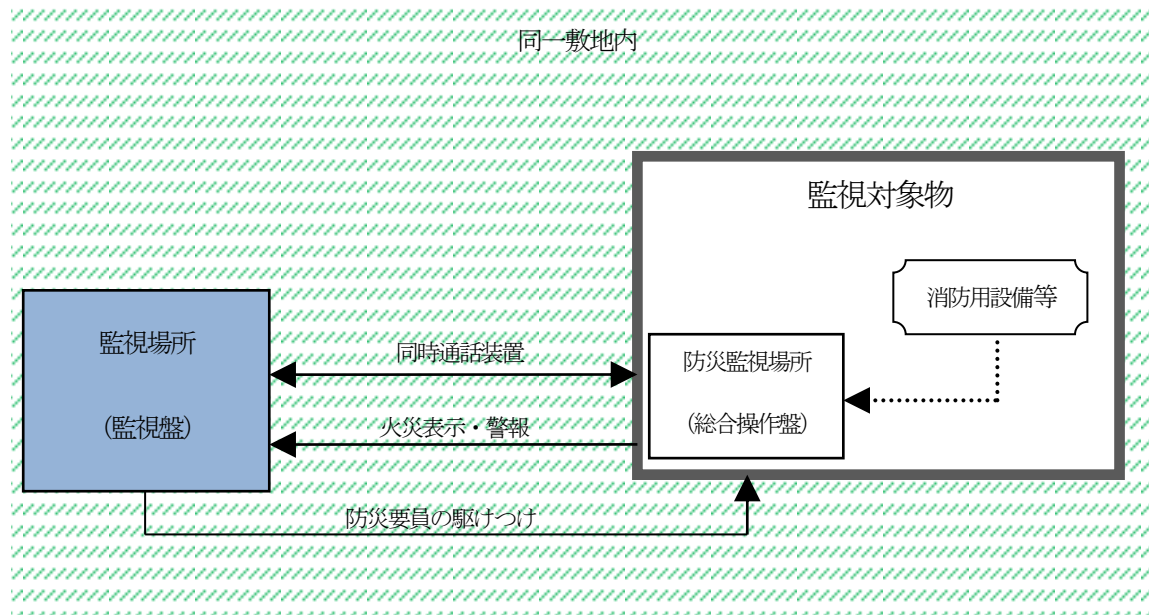 同一敷地内
監視対象物
消防用設備等
監視場所
(監視盤)
同時通話装置
防災監視場所
(総合操作盤)
火災表示・警報
防災要員の駆けつけ